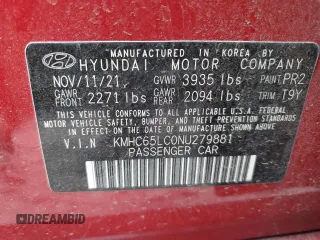 MANUFACTURED IN KOREA BY
HYUNDAI MOTOR COMPANY
NOV/11/21 GVWR 3935 lbs PAINT PR2
GAWR FRONT 2271 lbs GAWR REAR 2094 lbs TRIM T9Y
THIS VEHICLE CONFORMS TO ALL APPLICABLE FEDERAL MOTOR
VEHICLE SAFETY, BUMPER, AND THEFT PREVENTION STANDARDS
IN EFFECT ON THE DATE OF MANUFACTURE SHOWN ABOVE.
V.I.N KMHC65LC0NU279881
PASSENGER CAR
DREAMBID